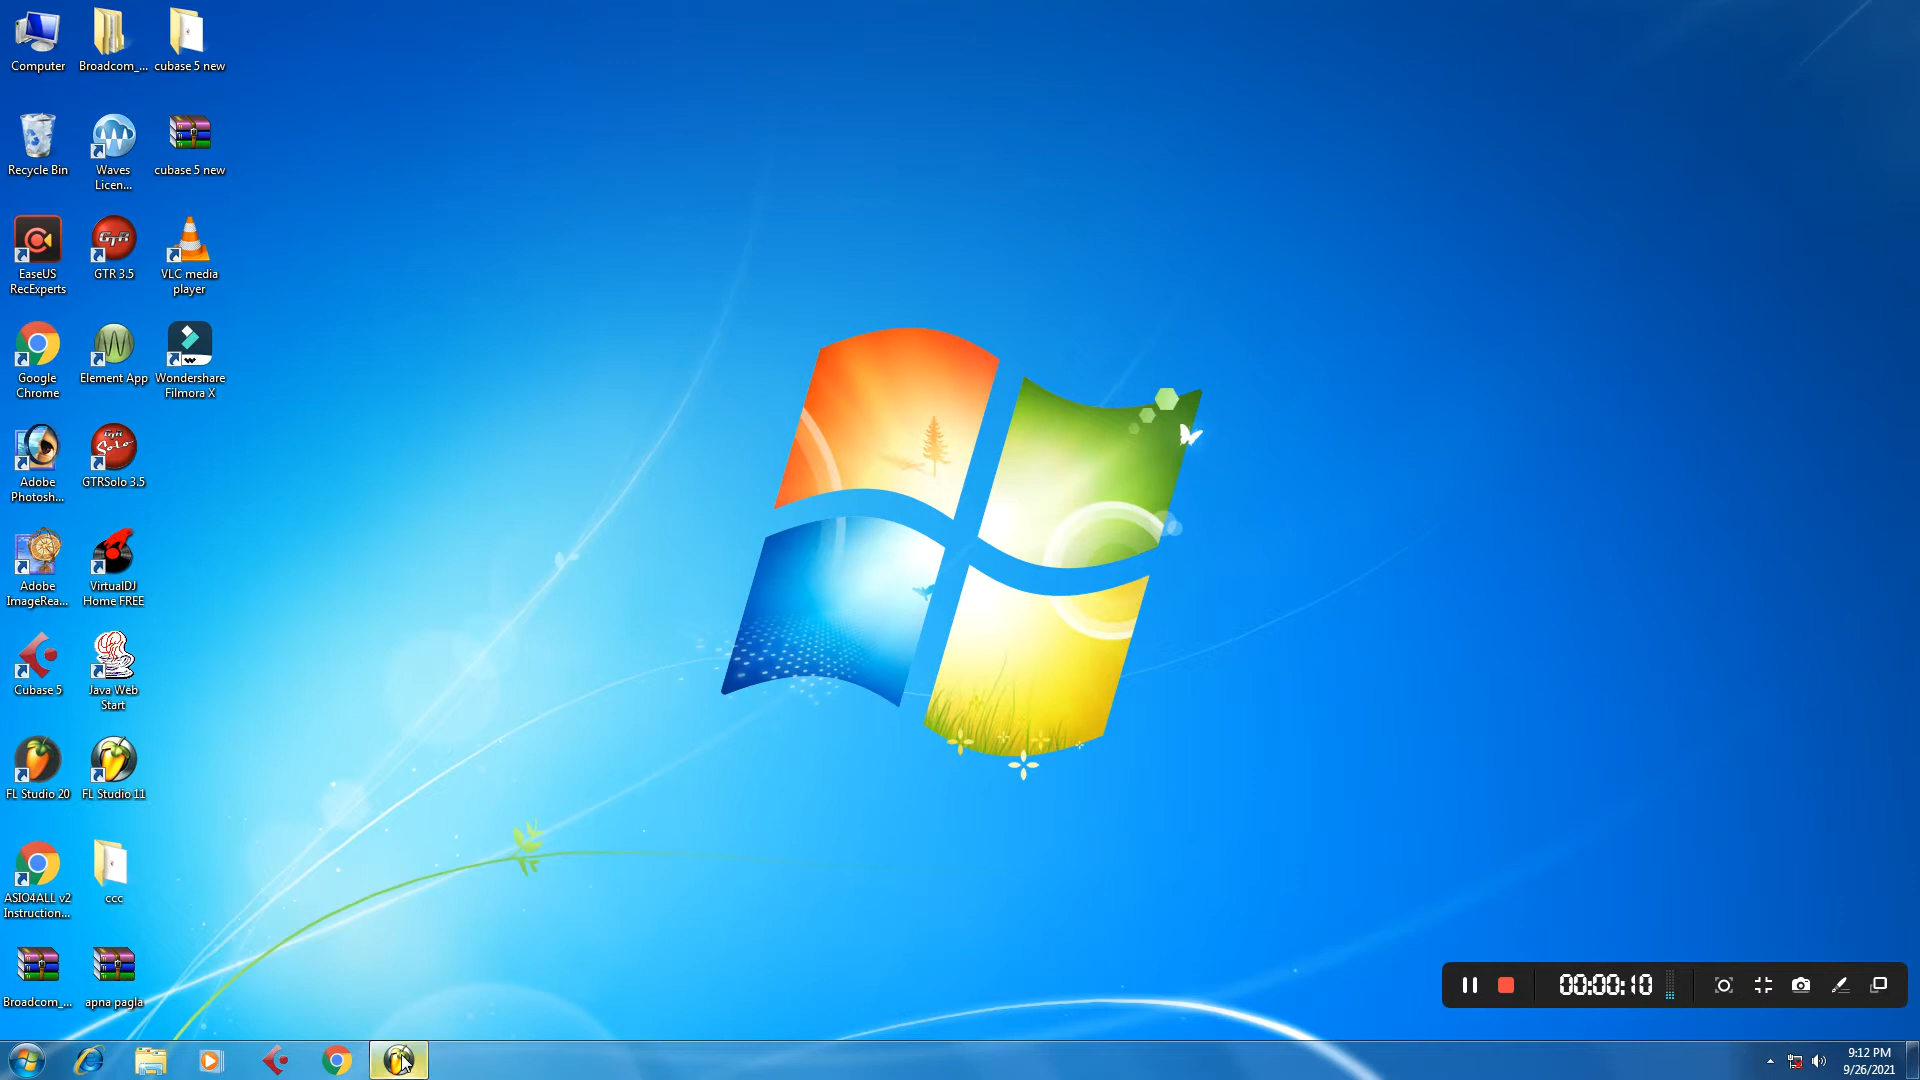 Computer
Broadcom_...
cubase 5 new
Recycle Bin
Waves
Licen...
cubase 5 new
EaseUS
RecExperts
GTR 3.5
VLC media
player
Google
Chrome
Element App
Wondershare
Filmora X
Adobe
Photosh...
GTRSolo 3.5
Adobe
ImageRea...
VirtualDJ
Home FREE
Cubase 5
Java Web
Start
FL Studio 20
FL Studio 11
ASIO4ALL v2
Instruction...
ccc
Broadcom_...
apna pagla
00:00:10
9:12 PM
9/26/2021